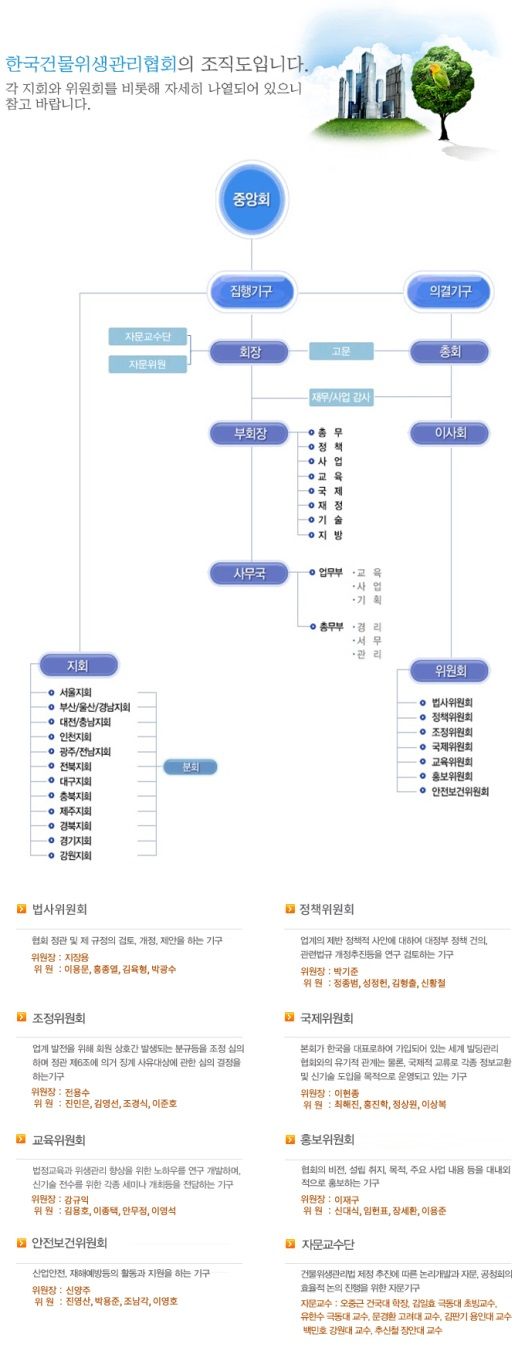 한국건물위생관리협회의 조직도입니다.
각 지회와 위원회를 비롯해 자세히 나열되어 있으니
참고 바랍니다.
중앙회
집행기구
의결기구
자문교수단
자문위원
회장
고문
총회
재무/사업 감사
부회장
총 무
정 책
사 업
교 육
국 제
재 정
기 술
지 방
이사회
사무국
업무부
·교 육
·사 업
·기 획
총무부
·경 리
·서 무
·관 리
지회
서울지회
부산/울산/경남지회
대전/충남지회
인천지회
광주/전남지회
전북지회
대구지회
충북지회
제주지회
경북지회
경기지회
강원지회
분회
위원회
법사위원회
정책위원회
조정위원회
국제위원회
교육위원회
홍보위원회
안전보건위원회
법사위원회
협회 정관 및 제 규정의 검토, 개정, 제안을 하는 기구
위원장 : 지장용
위 원 : 이용문, 홍종열, 김육형, 박광수
정책위원회
업계의 제반 정책적 사안에 대하여 대정부 정책 건의,
관련법규 개정추진등을 연구 검토하는 기구
위원장 : 박기준
위 원 : 정종범, 성정헌, 김형출, 신황철
조정위원회
업계 발전을 위해 회원 상호간 발생되는 분규등을 조정 심의
하며 정관 제6조에 의거 징계 사유대상에 관한 심의 결정을
하는기구
위원장 : 전용수
위 원 : 진인은, 김맹선, 조경식, 이준호
국제위원회
본회가 한국을 대표로하여 가입되어 있는 세계 빌딩관리
협회와의 유기적 관계는 물론, 국제적 교류로 각종 정보교환
및 신기술 도입을 목적으로 운영되고 있는 기구
위원장 : 이현종
위 원 : 최해진, 홍진학, 정상원, 이상복
교육위원회
법정교육과 위생관리 향상을 위한 노하우를 연구 개발하며,
신기술 전수를 위한 각종 세미나 개최등을 전담하는 기구
위원장 : 강규익
위 원 : 김용호, 이종택, 안무점, 이영석
홍보위원회
협회의 비전, 설립 취지, 목적, 주요 사업 내용 등을 대내외
적으로 홍보하는 기구
위원장 : 이재구
위 원 : 신대식, 임헌표, 장세환, 이용준
안전보건위원회
산업안전, 재해예방등의 활동과 지원을 하는 기구
위원장 : 신양주
위 원 : 진영산, 박용준, 조남각, 이영호
자문교수단
건물위생관리법 제정 추진에 따른 논리개발과 자문, 공청회의
효율적 논의 진행을 위한 자문기구
자문교수 : 오중근 건국대 학장, 김일효 극동대 초빙교수,
유한수 극동대 교수, 문경환 고려대 교수, 김판기 용인대 교수
백민호 강원대 교수, 추신철 장안대 교수